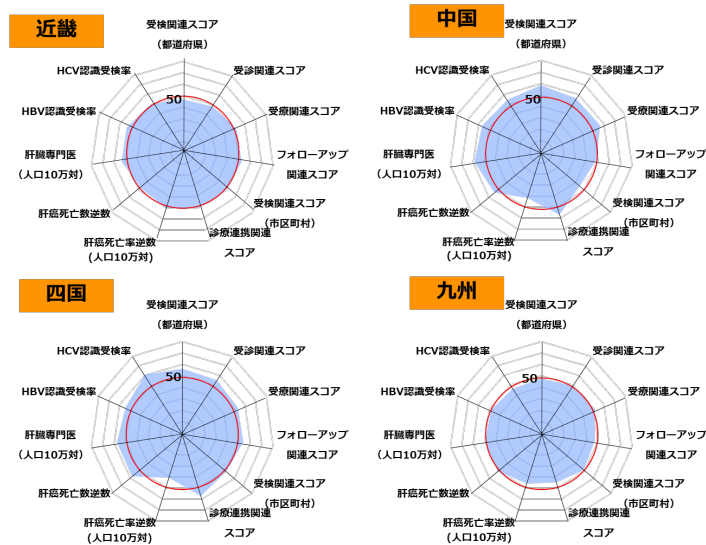 近畿
受検関連スコア
（都道府県）
受診関連スコア
受療関連スコア
フォローアップ
関連スコア
受検関連スコア
（市区町村）
診療連携関連
スコア
肝癌死亡率逆数
(人口10万対)
肝癌死亡数逆数
肝臓専門医
（人口10万対）
HBV認識受検率
HCV認識受検率
50
中国
受検関連スコア
（都道府県）
受診関連スコア
受療関連スコア
フォローアップ
関連スコア
受検関連スコア
（市区町村）
診療連携関連
スコア
肝癌死亡率逆数
(人口10万対)
肝癌死亡数逆数
肝臓専門医
（人口10万対）
HBV認識受検率
HCV認識受検率
50
四国
受検関連スコア
（都道府県）
受診関連スコア
受療関連スコア
フォローアップ
関連スコア
受検関連スコア
（市区町村）
診療連携関連
スコア
肝癌死亡率逆数
(人口10万対)
肝癌死亡数逆数
肝臓専門医
（人口10万対）
HBV認識受検率
HCV認識受検率
50
九州
受検関連スコア
（都道府県）
受診関連スコア
受療関連スコア
フォローアップ
関連スコア
受検関連スコア
（市区町村）
診療連携関連
スコア
肝癌死亡率逆数
(人口10万対)
肝癌死亡数逆数
肝臓専門医
（人口10万対）
HBV認識受検率
HCV認識受検率
50